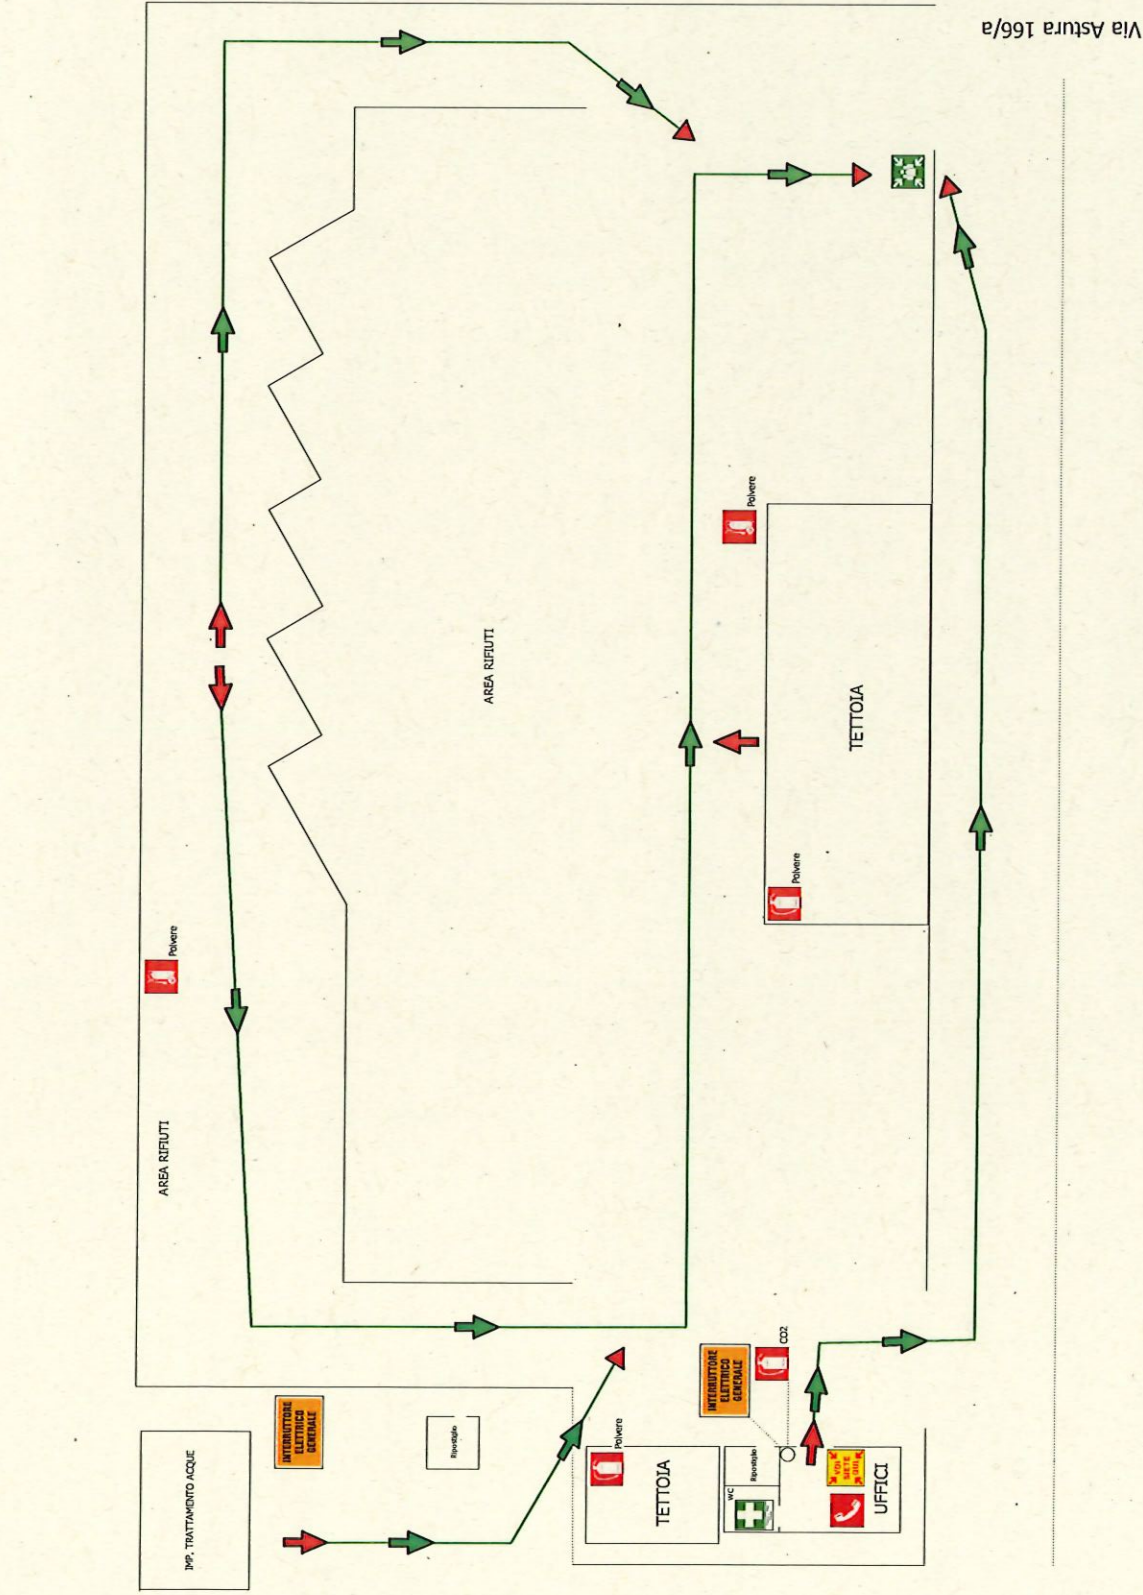 Via Astura 166/a
Polvere
AREA RIFIUTI
TETTOIA
Polvere
Polvere
AREA RIFIUTI
INTERRUTTORE
ELETTRICO
GENERALE
CO2
INTERRUTTORE
ELETTRICO
GENERALE
Ripostiglio
Polvere
IMP. TRATTAMENTO ACQUE
TETTOIA
WC
Ripostiglio
VOI
SIETE
QUI
UFFICI